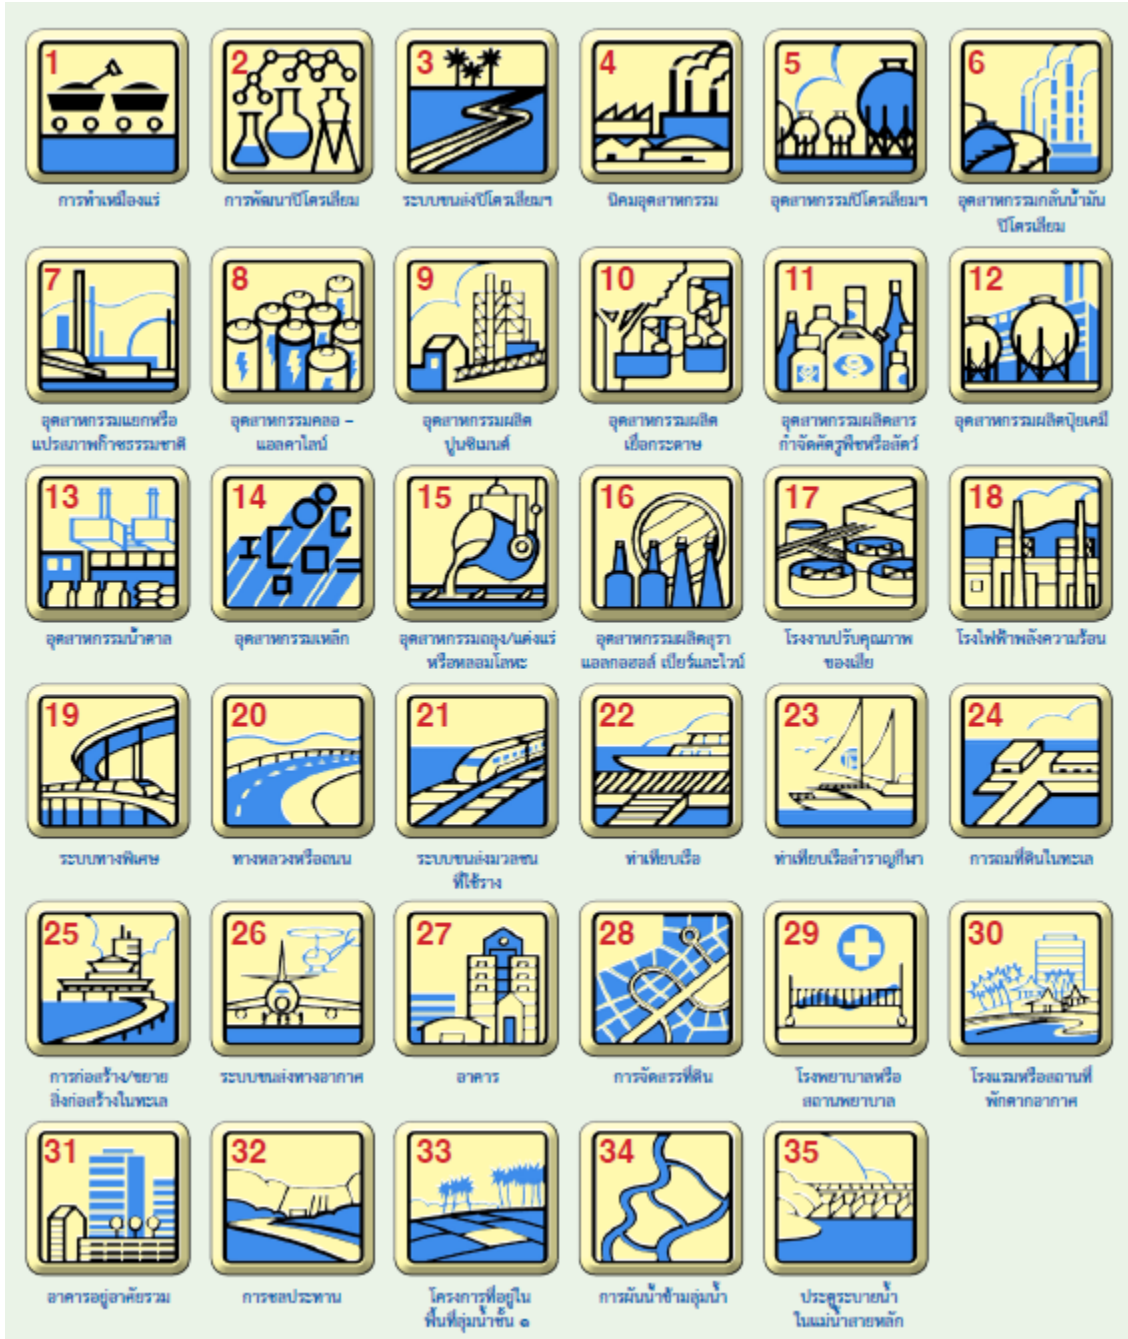 1 2 3 4 5 6
การทำเหมืองแร่ การพัฒนาปิโตรเลียม ระบบขนส่งปิโตรเลียมฯ นิคมอุตสาหกรรม อุตสาหกรรมปิโตรเลียมฯ อุตสาหกรรมกลั่นน้ำมัน
ปิโตรเลียม
7 8 9 10 11 12
อุตสาหกรรมแยกหรือ อุตสาหกรรมคลอ – อุตสาหกรรมผลิต อุตสาหกรรมผลิต อุตสาหกรรมผลิตสาร อุตสาหกรรมผลิตปุ๋ยเคมี
แปรสภาพก๊าซธรรมชาติ แอลคาไลน์ ปูนซิเมนต์ เยื่อกระดาษ กำจัดศัตรูพืชหรือสัตว์
13 14 15 16 17 18
อุตสาหกรรมน้ำตาล อุตสาหกรรมเหล็ก อุตสาหกรรมถลุง/แต่งแร่ อุตสาหกรรมผลิตสุรา โรงงานปรับคุณภาพ โรงไฟฟ้าพลังความร้อน
หรือหลอมโลหะ แอลกอฮอล์ เบียร์และไวน์ ของเสีย
19 20 21 22 23 24
ระบบทางพิเศษ ทางหลวงหรือถนน ระบบขนส่งมวลชน ท่าเทียบเรือ ท่าเทียบเรือสำราญกีฬา การถมที่ดินในทะเล
ที่ใช้ราง
25 26 27 28 29 30
การก่อสร้าง/ขยาย ระบบขนส่งทางอากาศ อาคาร การจัดสรรที่ดิน โรงพยาบาลหรือ โรงแรมหรือสถานที่
สิ่งก่อสร้างในทะเล สถานพยาบาล พักตากอากาศ
31 32 33 34 35
อาคารอยู่อาศัยรวม การชลประทาน โครงการที่อยู่ใน การผันน้ำข้ามลุ่มน้ำ ประตูระบายน้ำ
พื้นที่ลุ่มน้ำชั้น ๑ ในแม่น้ำสายหลัก